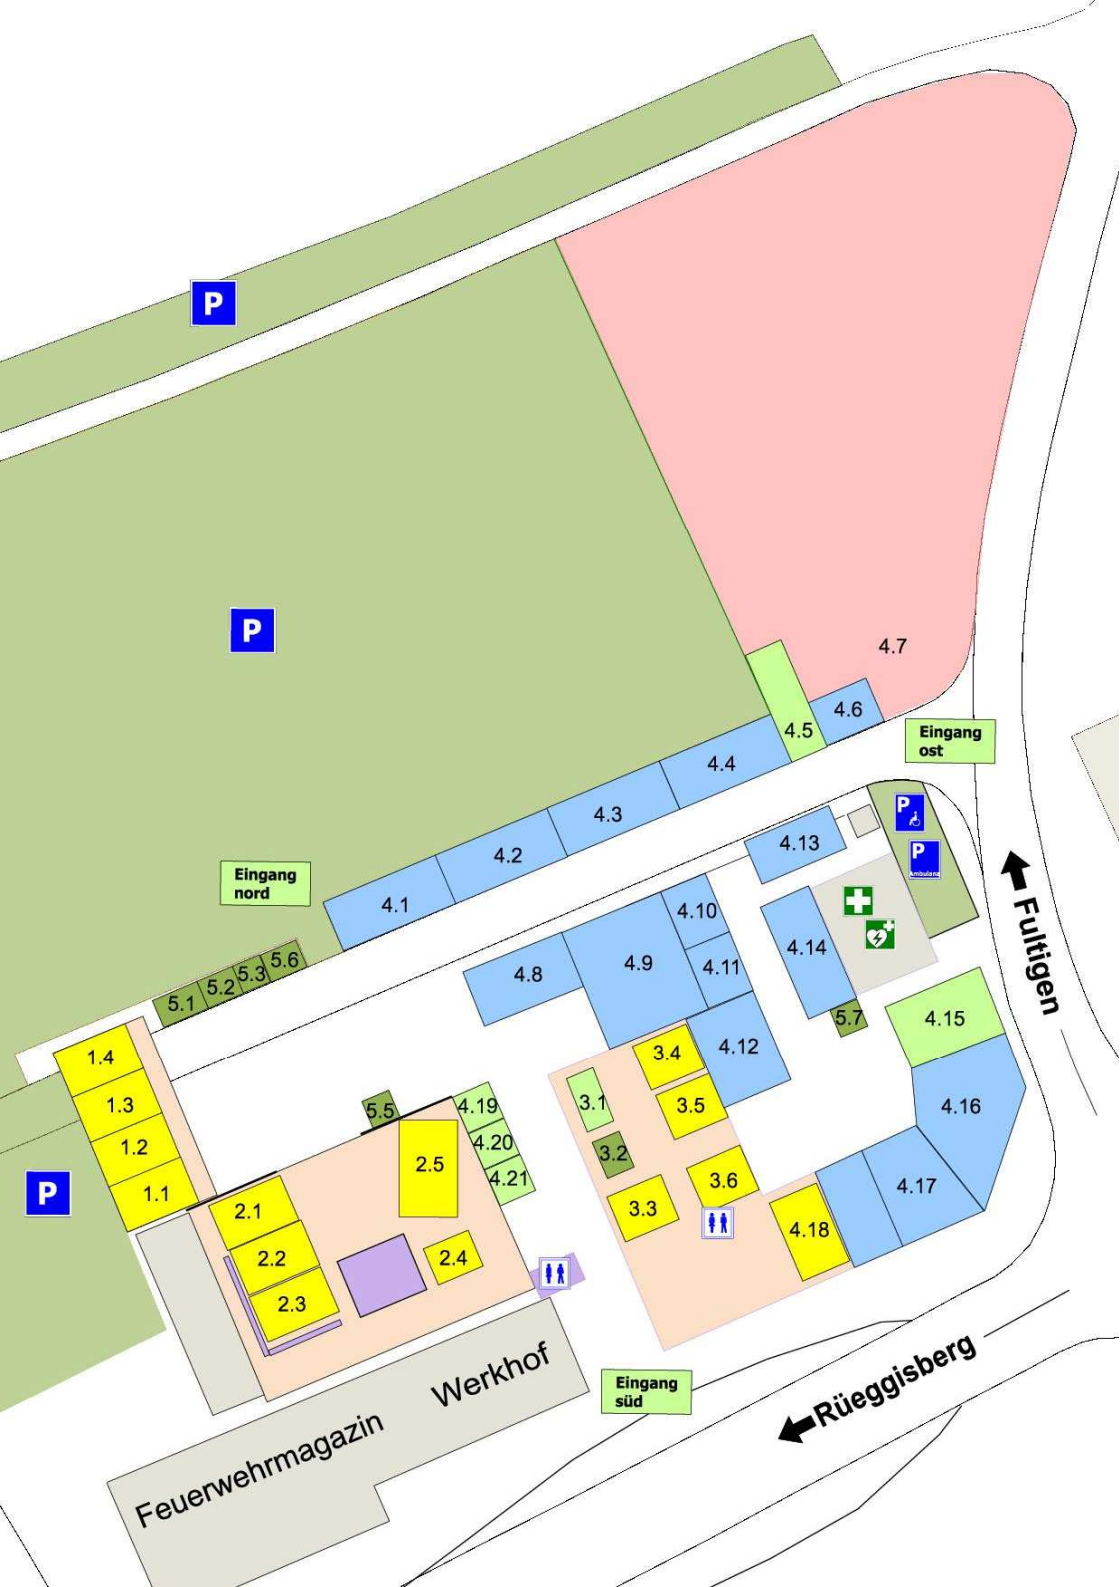 P
P
4.7
4.6
4.5
Eingang
ost
4.4
4.3
P
4.13
P
Ambulanz
4.2
Eingang
nord
4.1
4.10
Fultigen
4.14
5.6
5.3
5.2
5.1
4.9
4.11
4.8
5.7
4.15
4.12
1.4
3.4
1.3
3.1
3.5
4.16
4.19
5.5
4.20
1.2
3.2
2.5
4.21
3.6
4.17
P
1.1
3.3
2.1
4.18
2.2
2.4
2.3
Werkhof
Eingang
süd
Rüeggisberg
Feuerwehrmagazin